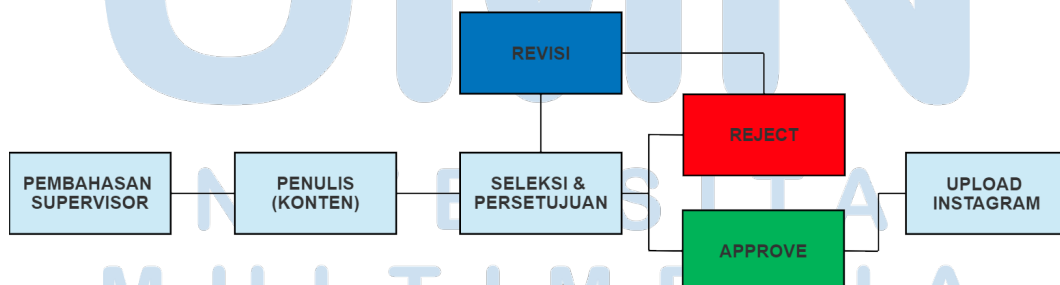 REVISI
REJECT
PEMBAHASAN
SUPERVISOR
PENULIS
(KONTEN)
SELEKSI &
PERSETUJUAN
UPLOAD
INSTAGRAM
APPROVE